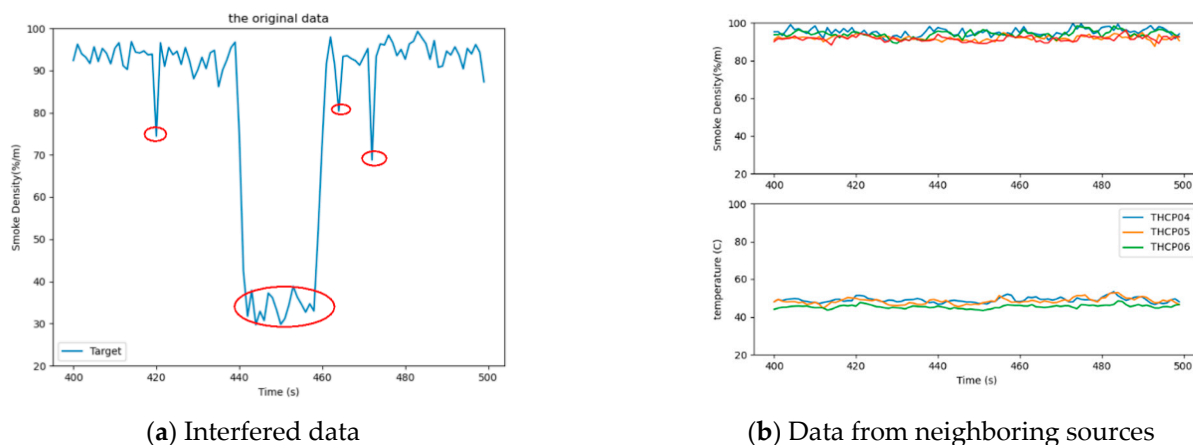 the original data
100
90
80
70
60
50
40
30
20
Smoke Density(%/m)
Target
400 420 440 460 480 500
Time (s)
(a) Interfered data
100
80
60
40
20
Smoke Density(%/m)
400 420 440 460 480 500
100
80
60
40
20
temperature (C)
THCP04
THCP05
THCP06
400 420 440 460 480 500
Time (s)
(b) Data from neighboring sources